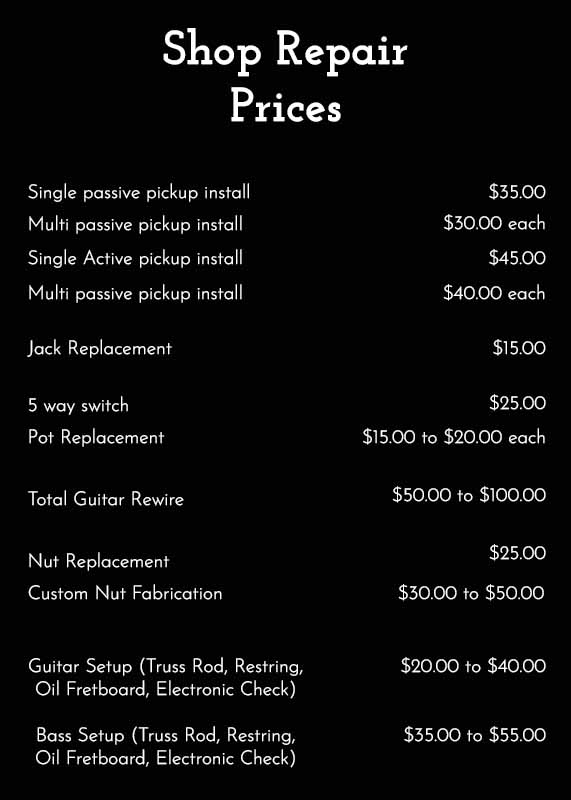 Shop Repair
Prices
Single passive pickup install $35.00
Multi passive pickup install $30.00 each
Single Active pickup install $45.00
Multi passive pickup install $40.00 each
Jack Replacement $15.00
5 way switch $25.00
Pot Replacement $15.00 to $20.00 each
Total Guitar Rewire $50.00 to $100.00
Nut Replacement $25.00
Custom Nut Fabrication $30.00 to $50.00
Guitar Setup (Truss Rod, Restring, $20.00 to $40.00
Oil Fretboard, Electronic Check)
Bass Setup (Truss Rod, Restring, $35.00 to $55.00
Oil Fretboard, Electronic Check)